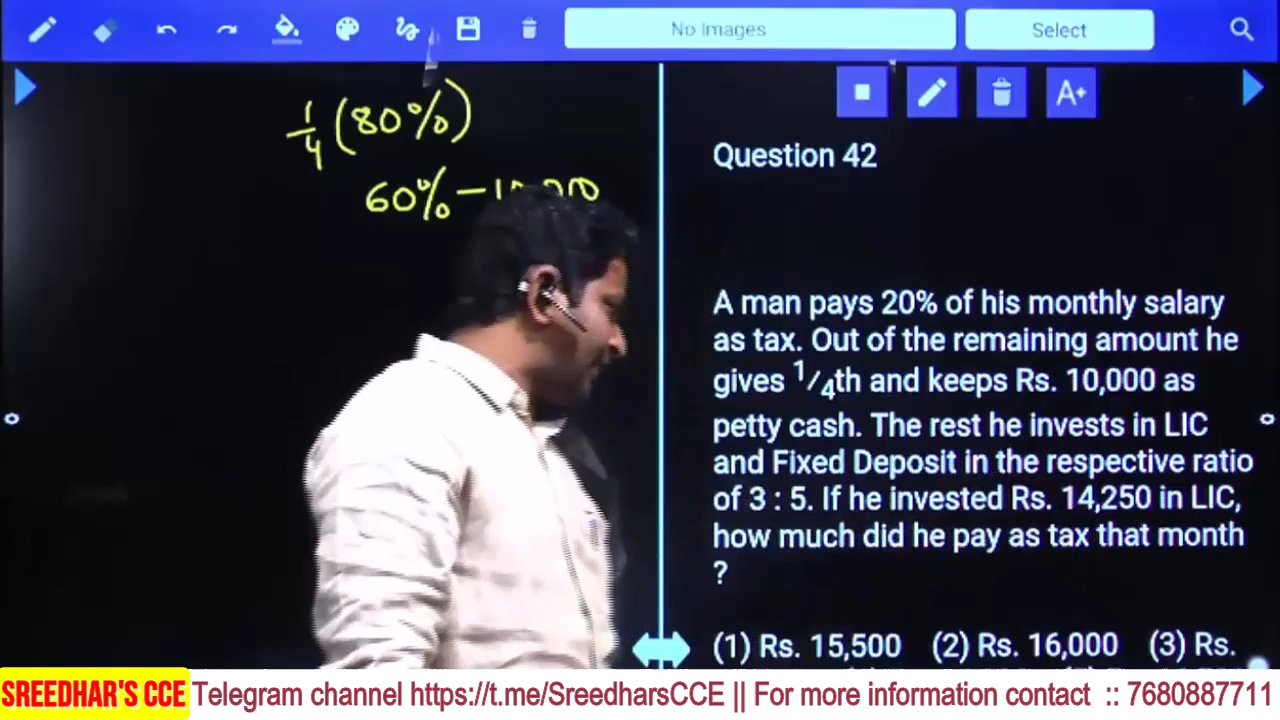 No Images
Select
A+
1/4 (80%)
60% –
Question 42
A man pays 20% of his monthly salary
as tax. Out of the remaining amount he
gives 1/4th and keeps Rs. 10,000 as
petty cash. The rest he invests in LIC
and Fixed Deposit in the respective ratio
of 3 : 5. If he invested Rs. 14,250 in LIC,
how much did he pay as tax that month
?
(1) Rs. 15,500 (2) Rs. 16,000 (3) Rs.
SREEDHAR'S CCE Telegram channel https://t.me/SreedharsCCE || For more information contact :: 7680887711